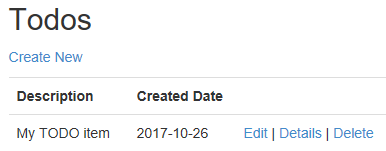 Todos
Create New
Description Created Date
My TODO item 2017-10-26 Edit | Details | Delete